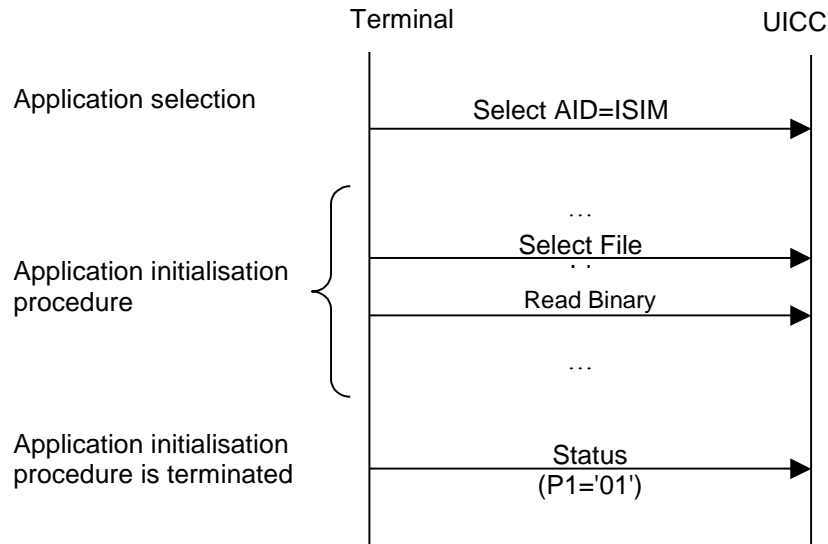 Terminal
UICC
Application selection
Select AID=ISIM
...
Select File
. .
Application initialisation
procedure
Read Binary
...
Application initialisation
procedure is terminated
Status
(P1='01')